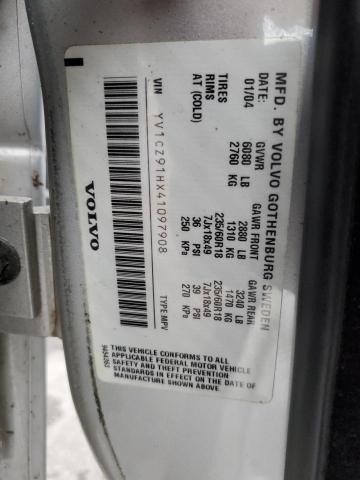 MFD. BY VOLVO GOTHENBURG SWEDEN
DATE: GVWR GAWR FRONT GAWR REAR
01/04 6080 LB 2880 LB 3240 LB
2760 KG 1310 KG 1470 KG
TIRES 235/60R18 235/60R18
RIMS 7Jx18x49 7Jx18x49
AT (COLD) 36 PSI 39 PSI
250 KPa 270 KPa
VIN YV1CZ91HX41097908 TYPE:MPV
VOLVO
9454363
THIS VEHICLE CONFORMS TO ALL
APPLICABLE FEDERAL MOTOR VEHICLE
SAFETY AND THEFT PREVENTION
STANDARDS IN EFFECT ON THE DATE OF
MANUFACTURE SHOWN ABOVE.